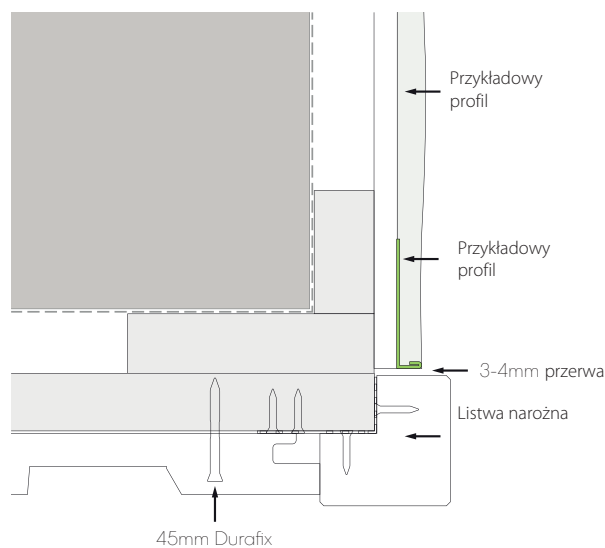 Przykładowy
profil
Przykładowy
profil
3-4mm przerwa
Listwa narożna
45mm Durafix